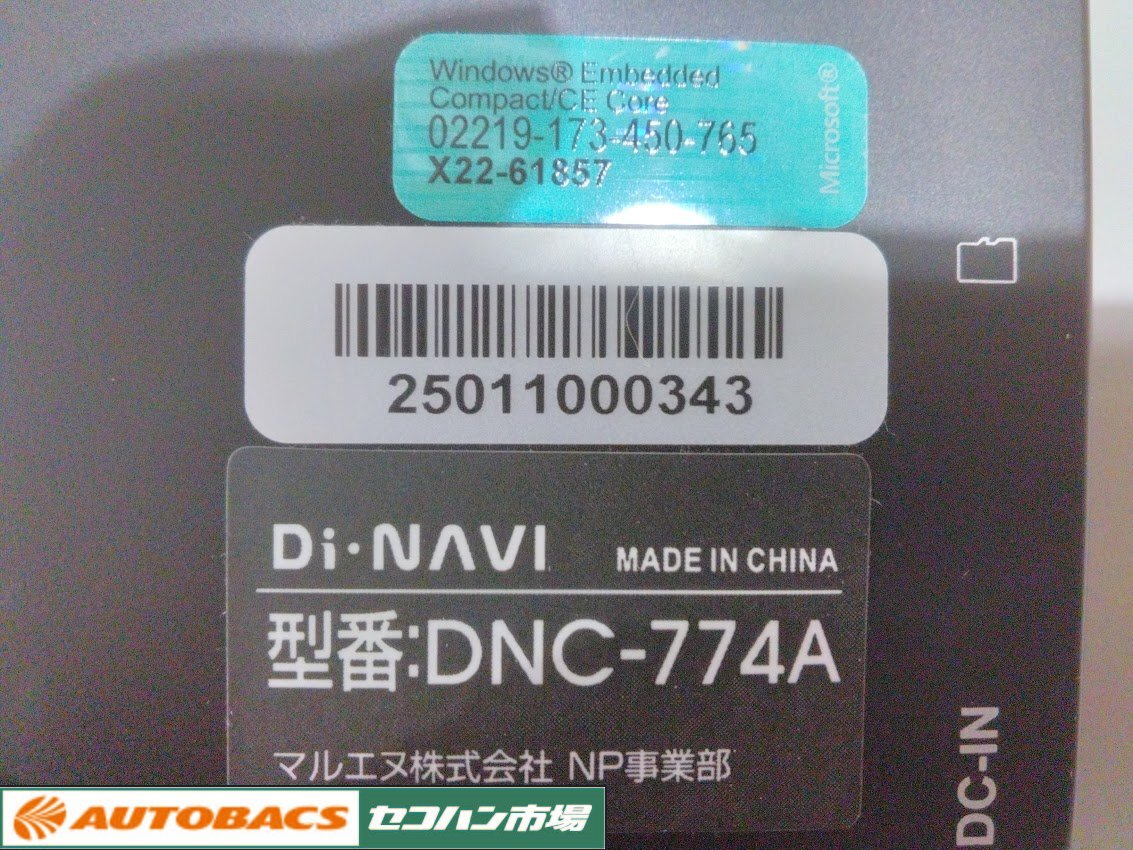 Windows® Embedded
Compact/CE Core
02219-173-450-765
X22-61857
Microsoft®
25011000343
Di·NAVI
MADE IN CHINA
型番:DNC-774A
マルエヌ株式会社 NP事業部
DC-IN
AUTOBACS セコハン市場